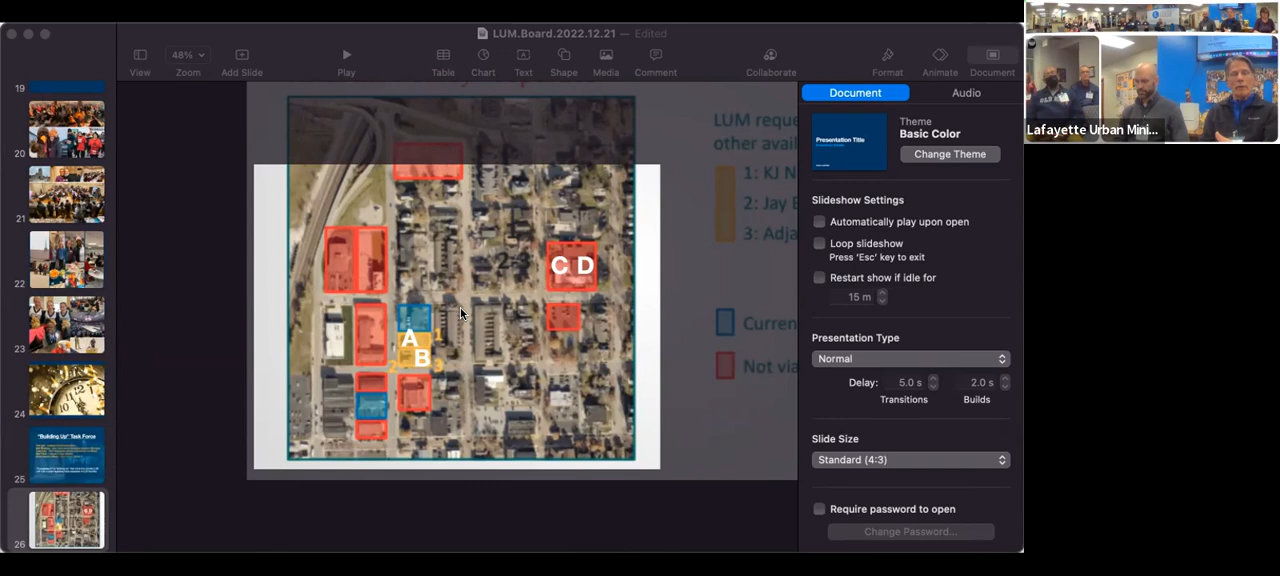 LUM.Board.2022.12.21 — Edited
48%
View
Zoom
Add Slide
Play
Table
Chart
Text
Shape
Media
Comment
Collaborate
Format
Animate
Document
19
20
21
22
23
24
"Building Up" Task Force
25
26
LUM reque
other avail
1: KJ N
2: Jay E
3: Adja
Curren
Not via
C D
A
B
1
2
3
Document
Audio
Presentation Title
Theme
Basic Color
Change Theme
Slideshow Settings
Automatically play upon open
Loop slideshow
Press 'Esc' key to exit
Restart show if idle for
15 m
Presentation Type
Normal
Delay:
5.0 s
2.0 s
Transitions
Builds
Slide Size
Standard (4:3)
Require password to open
Change Password...
Lafayette Urban Mini...